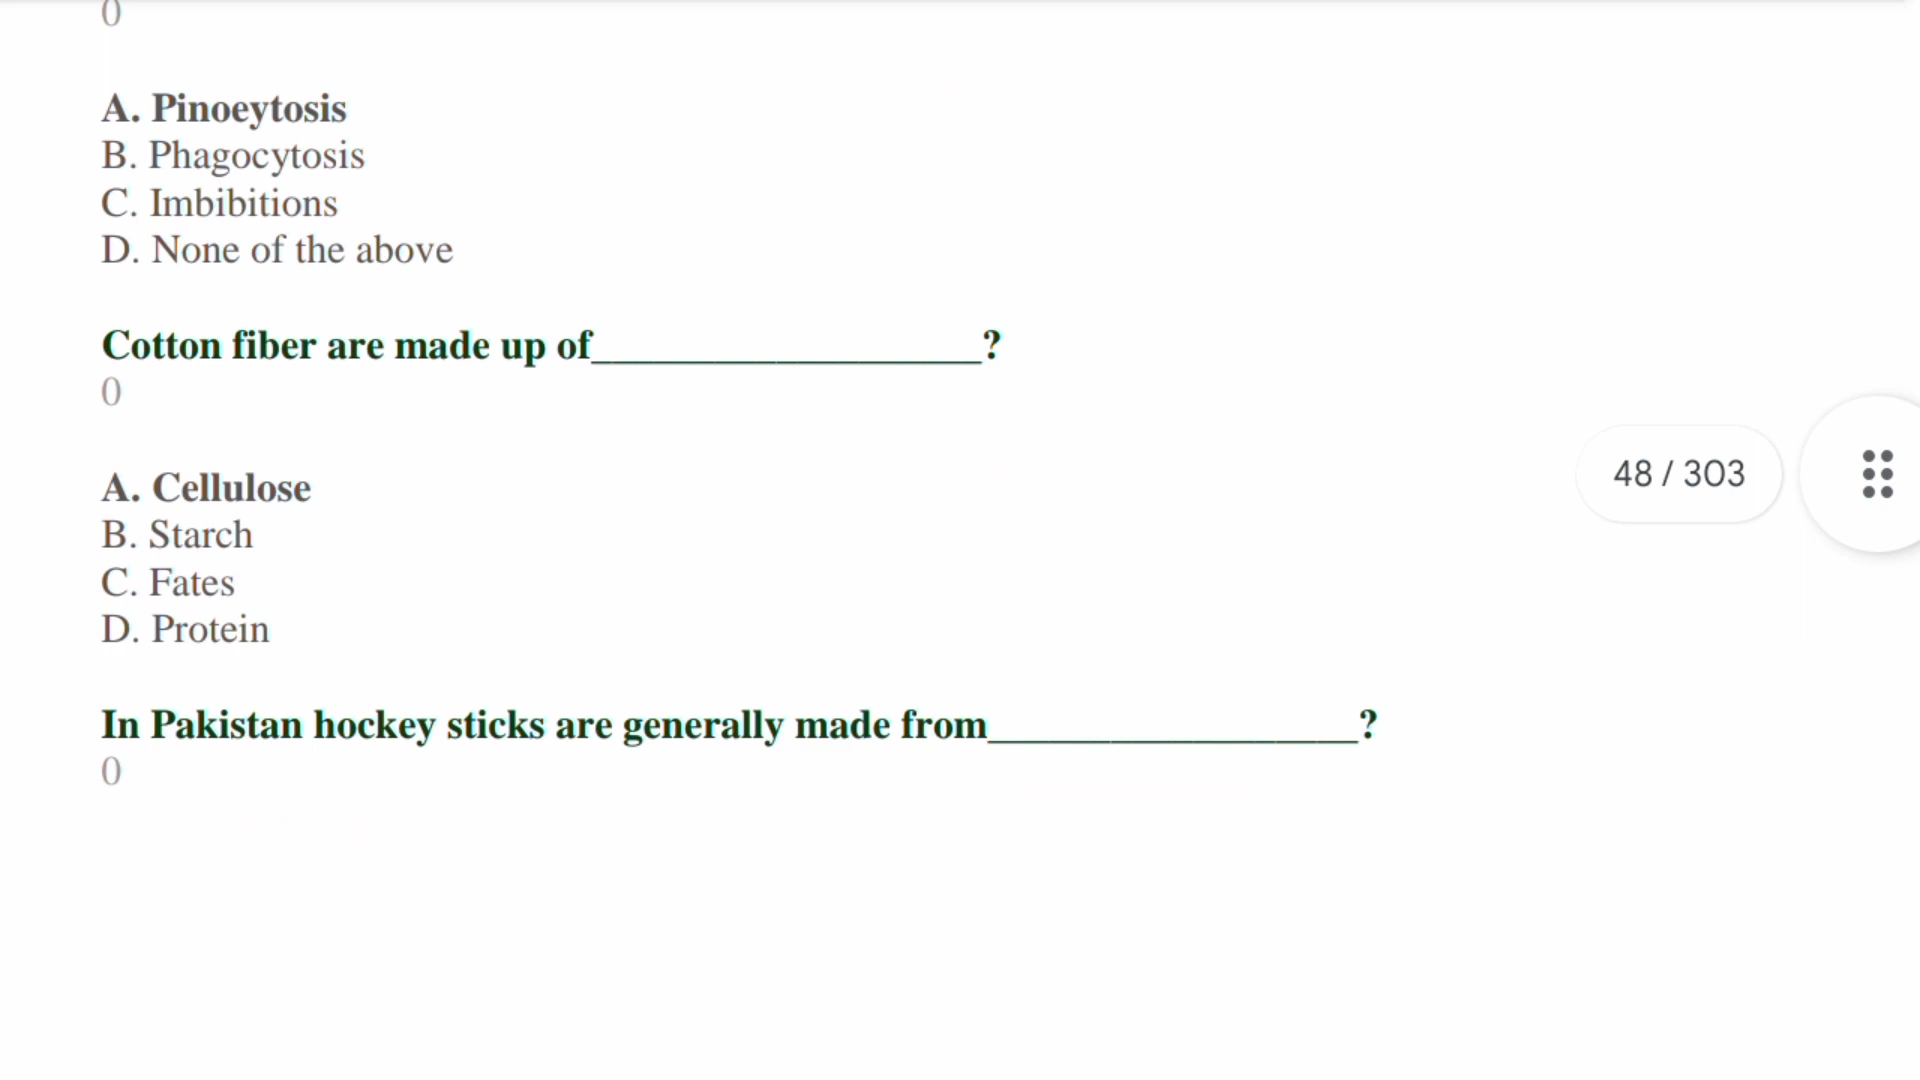 0
A. Pinoeytosis
B. Phagocytosis
C. Imbibitions
D. None of the above
Cotton fiber are made up of___________________?
0
A. Cellulose
B. Starch
C. Fates
D. Protein
48 / 303
In Pakistan hockey sticks are generally made from__________________?
0